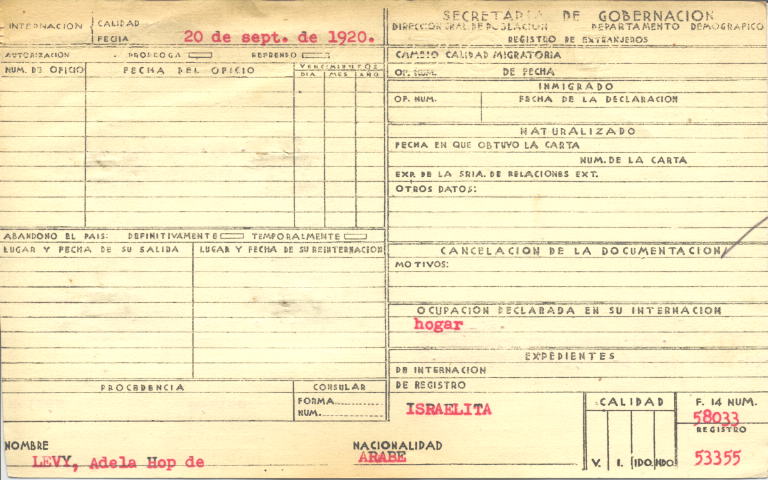 INTERNACION
CALIDAD
FECHA 20 de sept. de 1920.
AUTORIZACIÓN PRORROGA REFRENDO
NUM. DE OFICIO FECHA DEL OFICIO VENCIMIENTOS
DIA MES AÑO
ABANDONO EL PAIS: DEFINITIVAMENTE TEMPORALMENTE
LUGAR Y FECHA DE SU SALIDA LUGAR Y FECHA DE SU REINTERNACION
PROCEDENCIA CONSULAR
FORMA
NUM.
SECRETARIA DE GOBERNACION
DIRECCION GRAL DE POBLACION DEPARTAMENTO DEMOGRAFICO
REGISTRO DE EXTRANJEROS
CAMBIO CALIDAD MIGRATORIA
OF. NUM. DE FECHA
INMIGRADO
OF. NUM. FECHA DE LA DECLARACION
NATURALIZADO
FECHA EN QUE OBTUVO LA CARTA
NUM. DE LA CARTA
EXP. DE LA SRIA. DE RELACIONES EXT.
OTROS DATOS:
CANCELACION DE LA DOCUMENTACION
MOTIVOS:
OCUPACION DECLARADA EN SU INTERNACION
hogar
EXPEDIENTES
DE INTERNACION
DE REGISTRO
ISRAELITA
CALIDAD
V. I. IDO. NDO
F. 14 NUM.
58033
REGISTRO
53355
NOMBRE
LEVY, Adela Hop de
NACIONALIDAD
ARABE